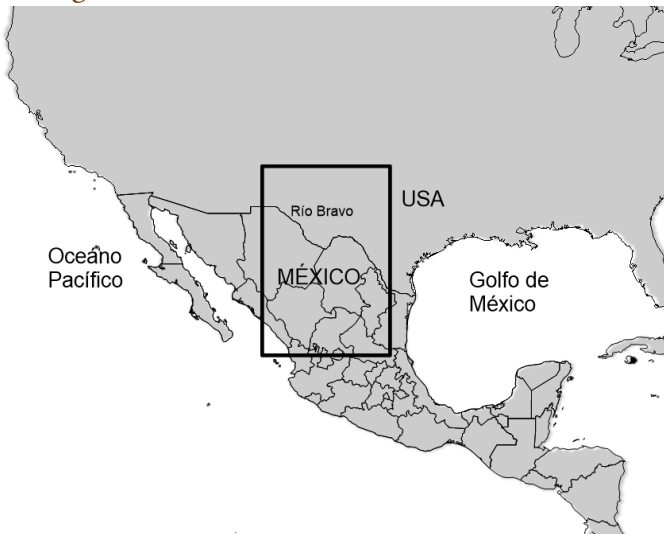 USA
Río Bravo
Oceano
Pacífico
MÉXICO
Golfo de
México